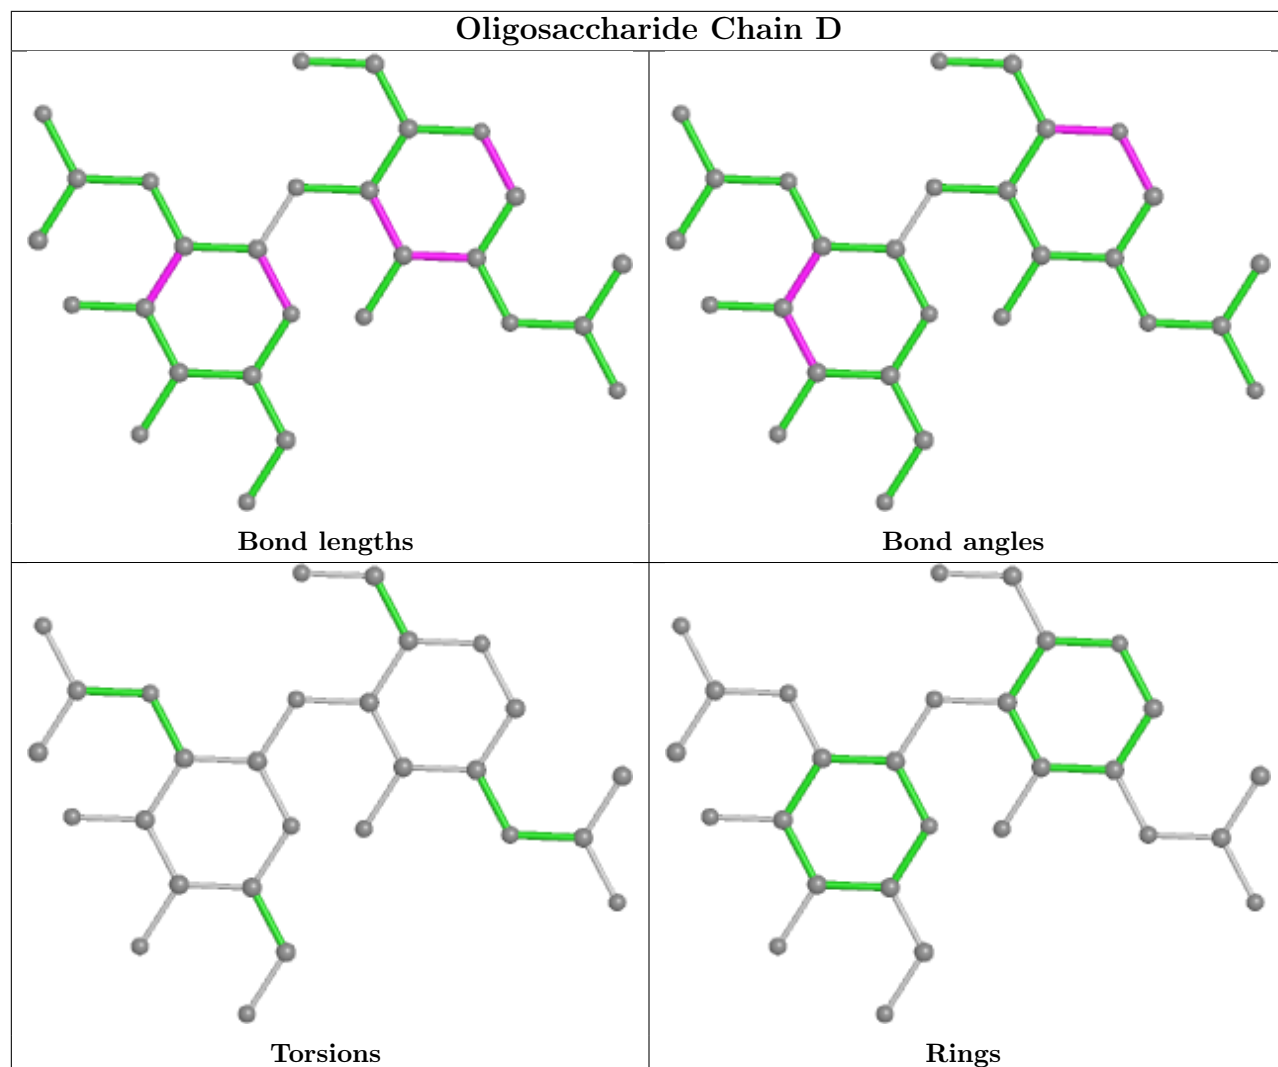 Oligosaccharide Chain D
Bond lengths
Bond angles
Torsions
Rings